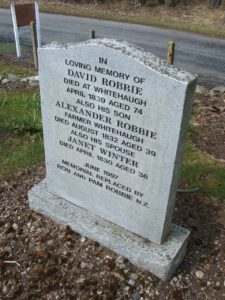 IN
LOVING MEMORY OF
DAVID ROBBIE
DIED AT WHITEHAUGH
APRIL 1839 AGED 74
ALSO HIS SON
ALEXANDER ROBBIE
FARMER WHITEHAUGH
DIED AUGUST 1832 AGED 39
ALSO HIS SPOUSE
JANET WINTER
DIED APRIL 1830 AGED 36
JUNE 1997
MEMORIAL REPLACED BY
RON AND PAM ROBBIE N.Z.